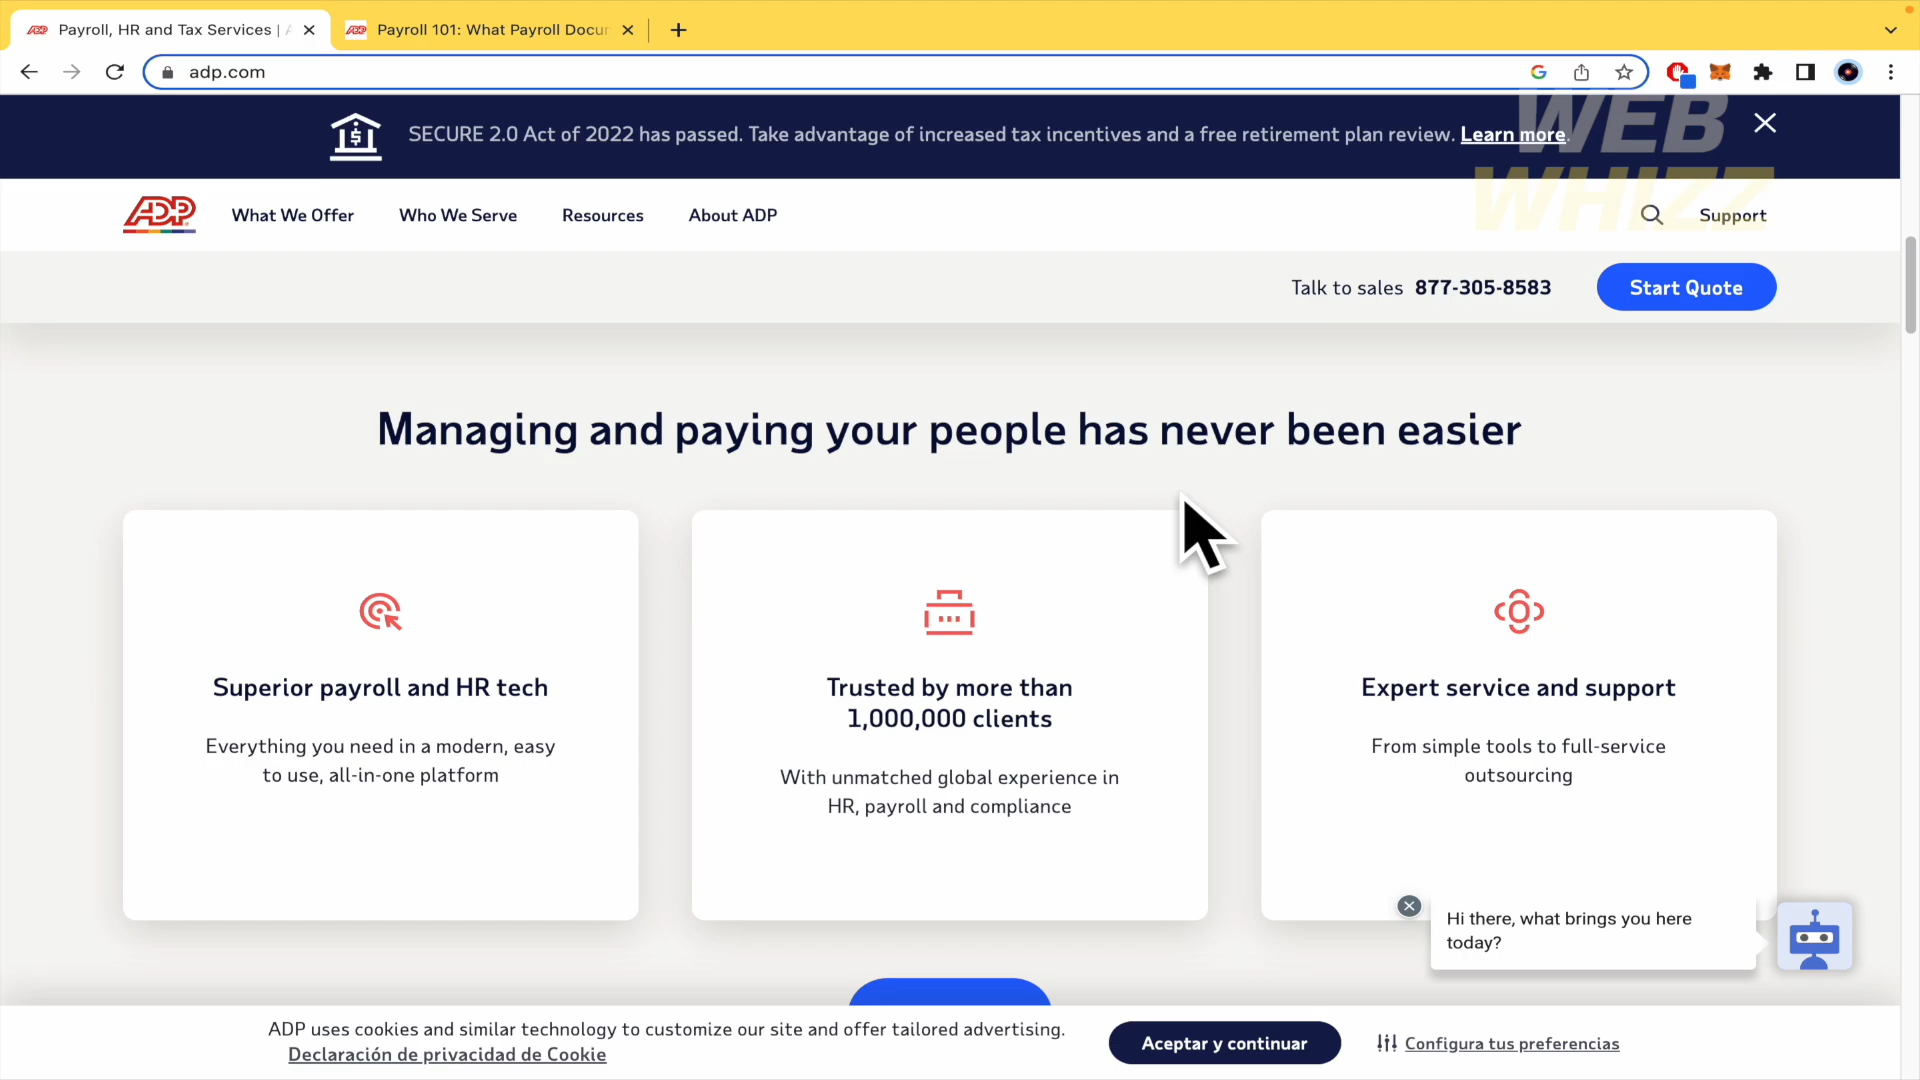 Payroll, HR and Tax Services |
Payroll 101: What Payroll Docu
adp.com
SECURE 2.0 Act of 2022 has passed. Take advantage of increased tax incentives and a free retirement plan review. Learn more.
WEB
WHIZZ
ADP
What We Offer
Who We Serve
Resources
About ADP
Support
Talk to sales 877-305-8583
Start Quote
Managing and paying your people has never been easier
Superior payroll and HR tech
Everything you need in a modern, easy
to use, all-in-one platform
Trusted by more than
1,000,000 clients
With unmatched global experience in
HR, payroll and compliance
Expert service and support
From simple tools to full-service
outsourcing
Hi there, what brings you here
today?
ADP uses cookies and similar technology to customize our site and offer tailored advertising.
Declaración de privacidad de Cookie
Aceptar y continuar
Configura tus preferencias